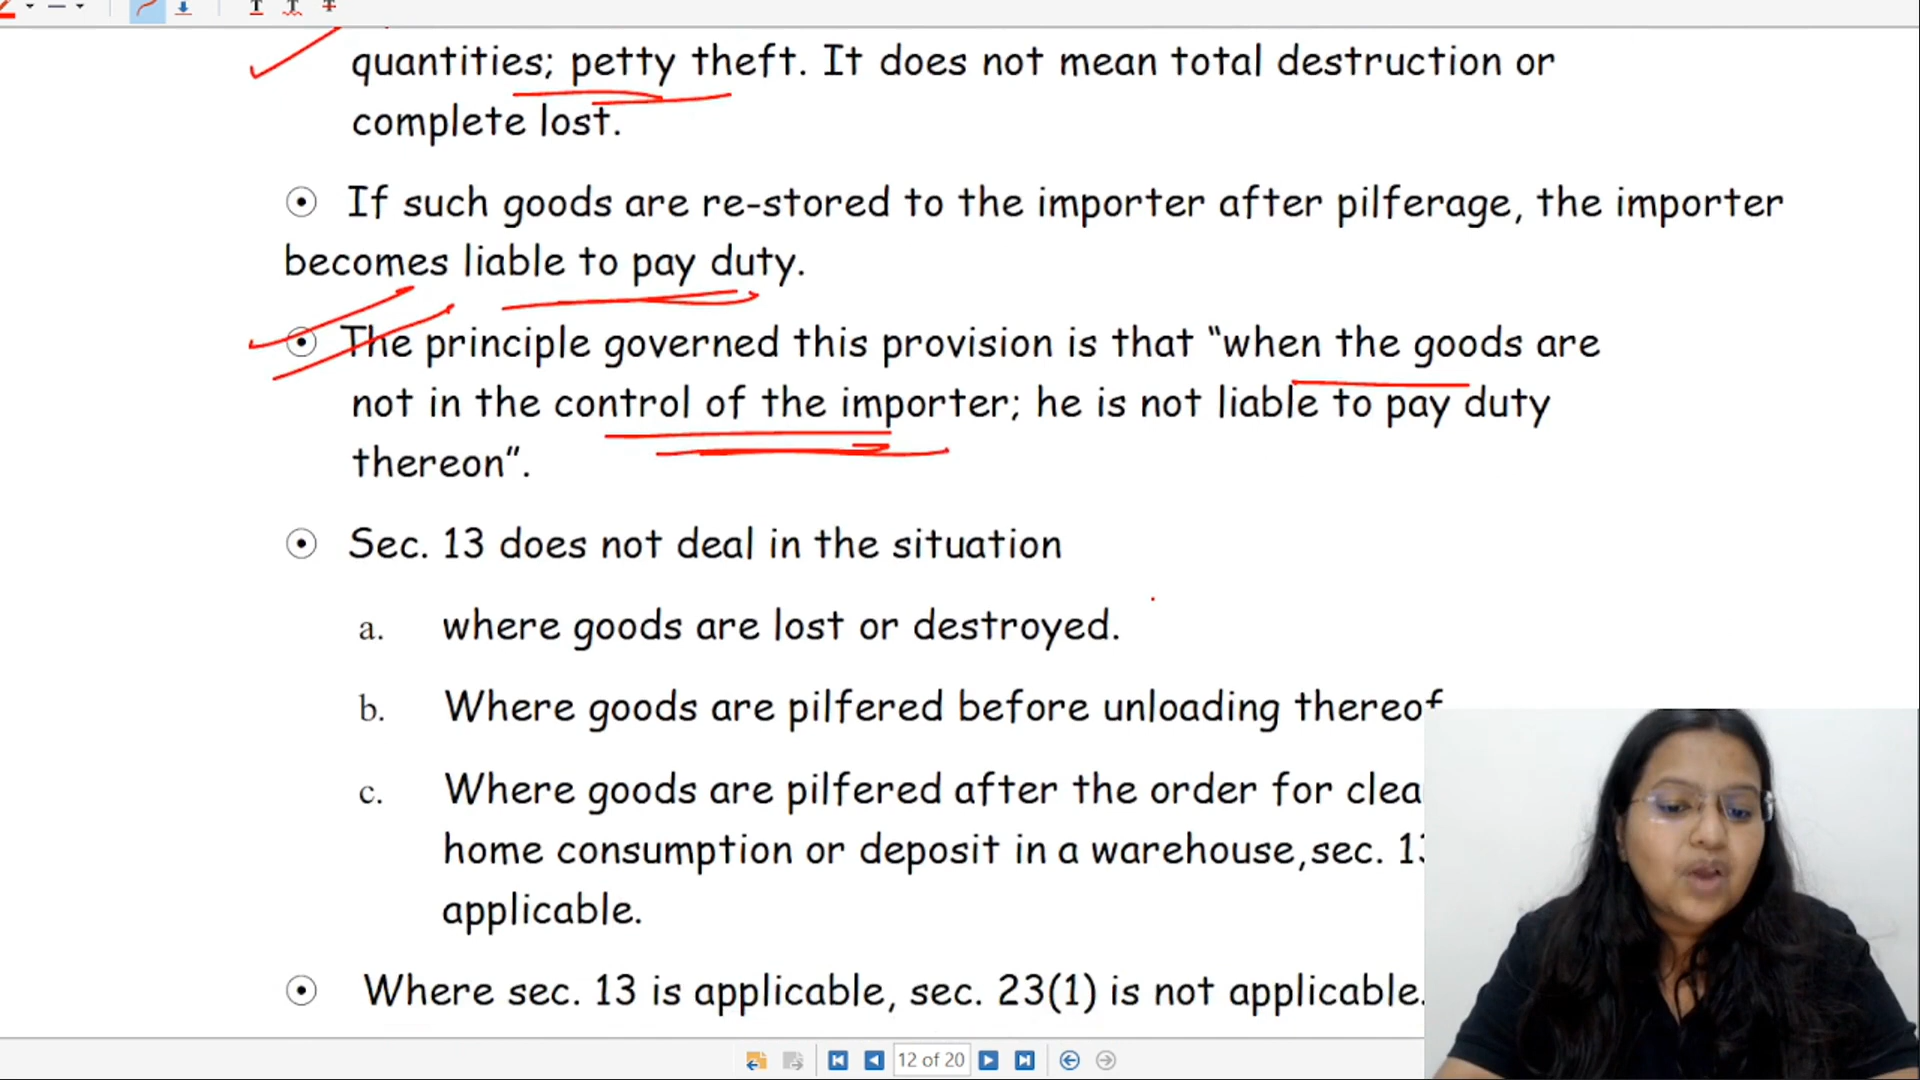 quantities; petty theft. It does not mean total destruction or
complete lost.
If such goods are re-stored to the importer after pilferage, the importer
becomes liable to pay duty.
The principle governed this provision is that “when the goods are
not in the control of the importer; he is not liable to pay duty
thereon”.
Sec. 13 does not deal in the situation
a. where goods are lost or destroyed.
b. Where goods are pilfered before unloading thereof
c. Where goods are pilfered after the order for clea
home consumption or deposit in a warehouse,sec. 13
applicable.
Where sec. 13 is applicable, sec. 23(1) is not applicable.
12 of 20